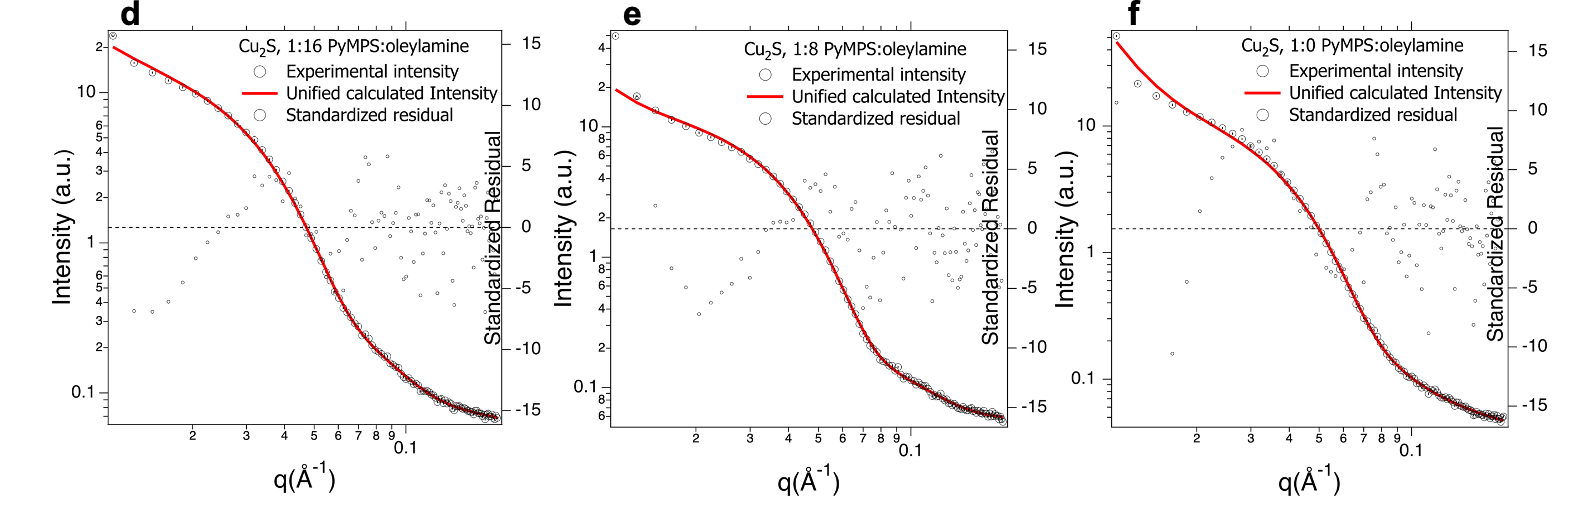 d
Cu2S, 1:16 PyMPS:oleylamine
Experimental intensity
Unified calculated Intensity
Standardized residual
Intensity (a.u.)
2
10
6
5
4
3
2
1
6
5
4
3
2
0.1
15
10
5
0
-5
-10
-15
Standardized Residual
2 3 4 5 6 7 8 9 0.1
q(Å-1)
e
Cu2S, 1:8 PyMPS:oleylamine
Experimental intensity
Unified calculated Intensity
Standardized residual
Intensity (a.u.)
4
2
10
8
6
4
2
1
8
6
4
2
0.1
8
6
15
10
5
0
-5
-10
-15
Standardized Residual
2 3 4 5 6 7 8 9 0.1
q(Å-1)
f
Cu2S, 1:0 PyMPS:oleylamine
Experimental intensity
Unified calculated Intensity
Standardized residual
Intensity (a.u.)
10
1
0.1
15
10
5
0
-5
-10
-15
Standardized Residual
2 3 4 5 6 7 8 9 0.1
q(Å-1)